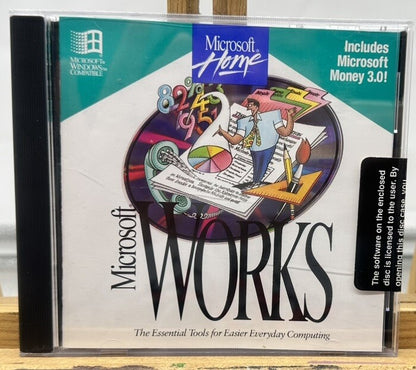 MICROSOFT®
WINDOWS™
COMPATIBLE
Microsoft®
Home
Includes
Microsoft
Money 3.0!
Microsoft
WORKS
The Essential Tools for Easier Everyday Computing
The software on the enclosed
disc is licensed to the user. By
opening this disc case, you